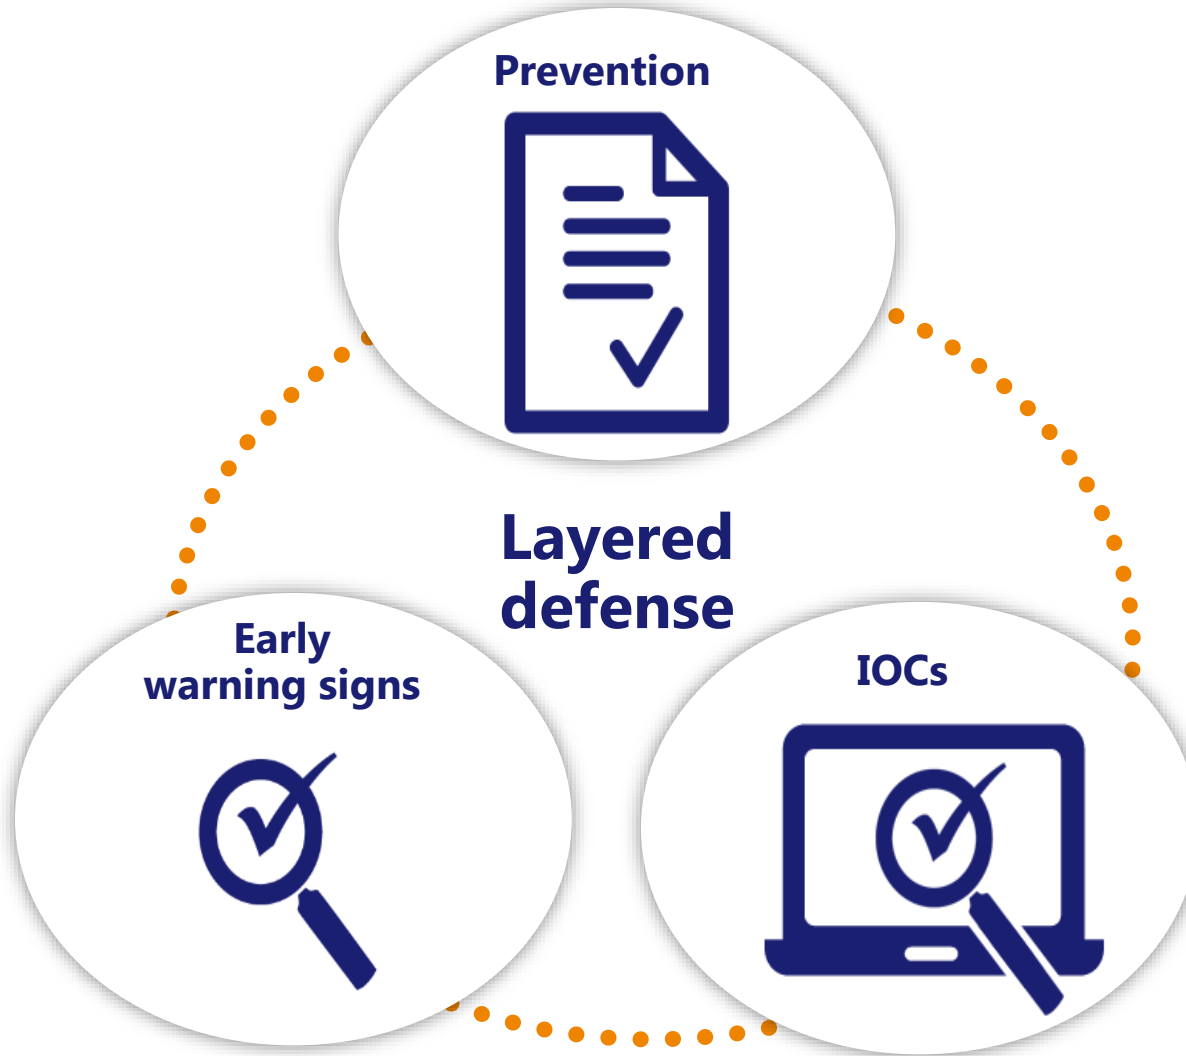 Prevention
Layered
defense
Early
warning signs
IOCs